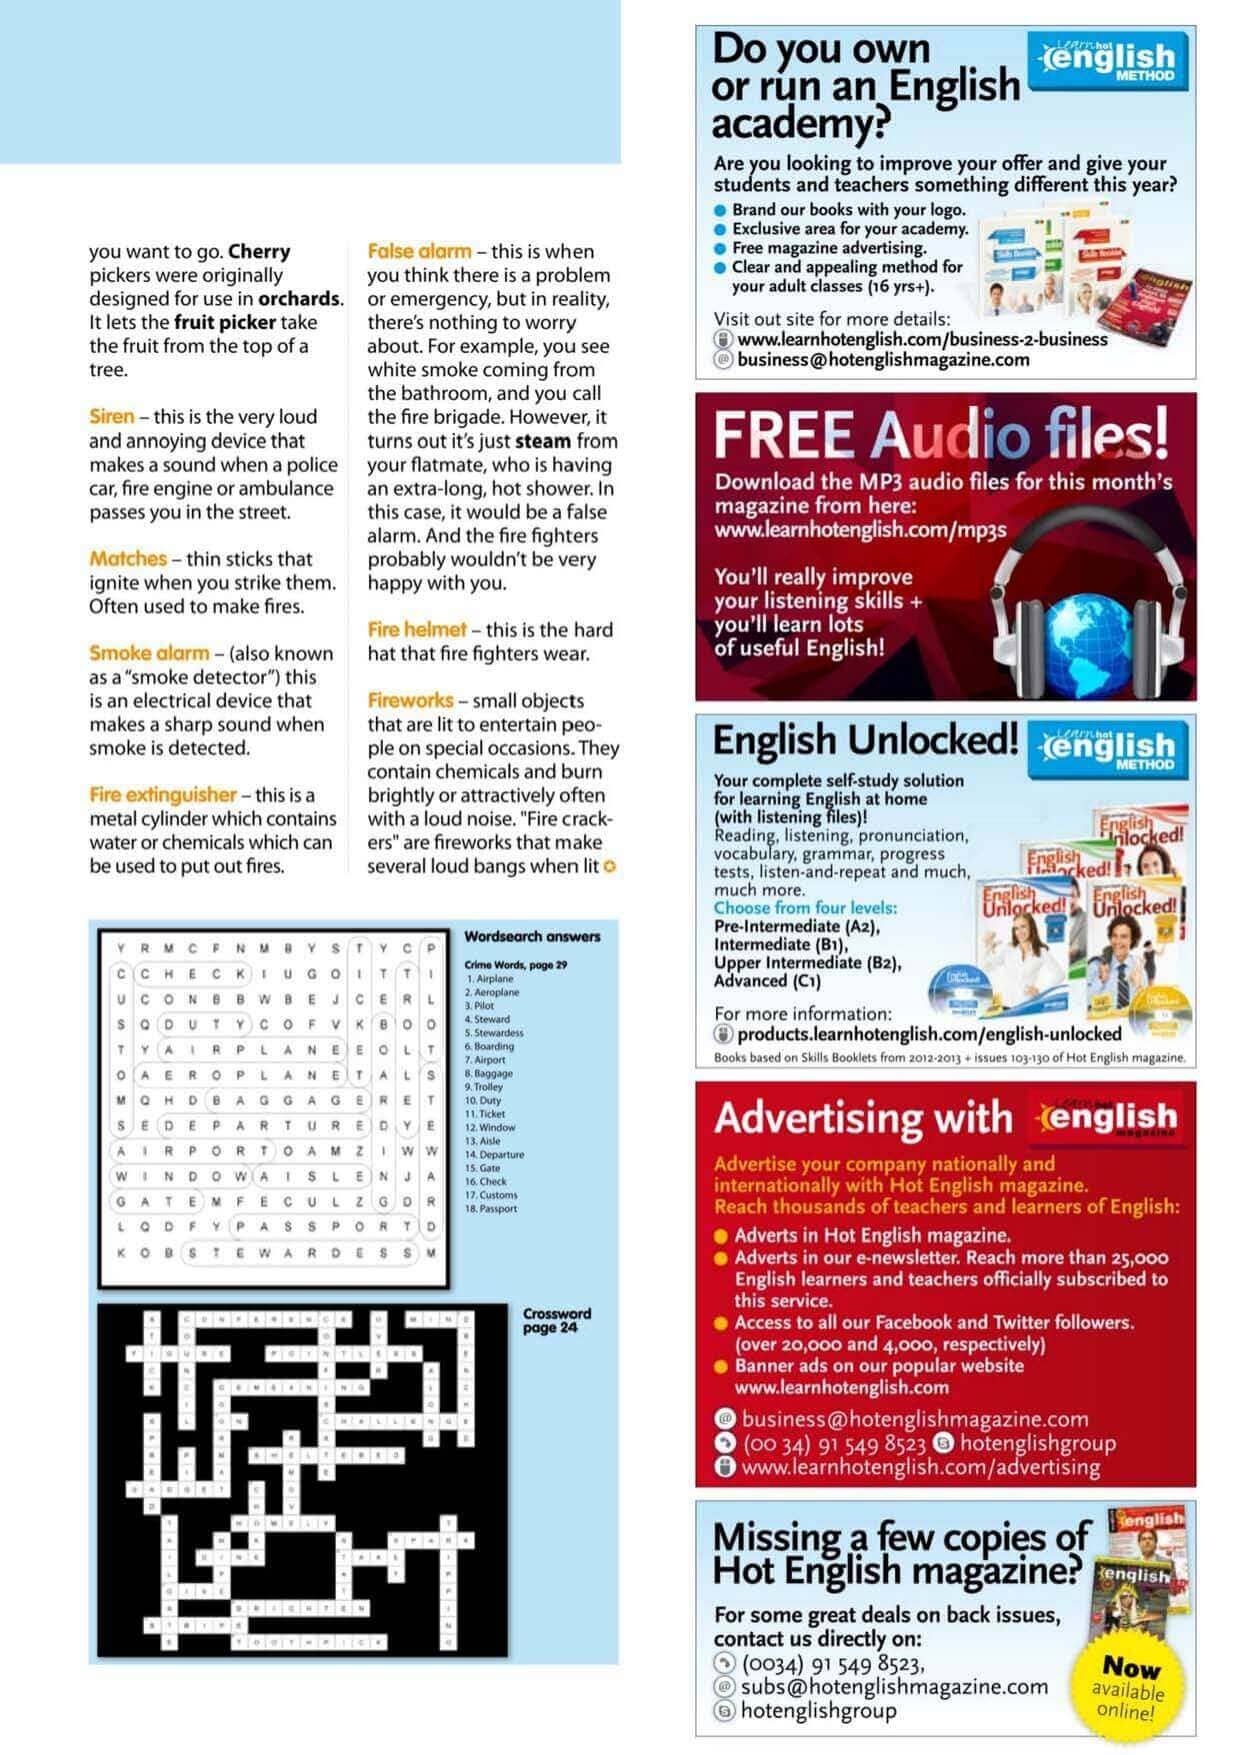 you want to go. Cherry
pickers were originally
designed for use in orchards.
It lets the fruit picker take
the fruit from the top of a
tree.
Siren – this is the very loud
and annoying device that
makes a sound when a police
car, fire engine or ambulance
passes you in the street.
Matches – thin sticks that
ignite when you strike them.
Often used to make fires.
Smoke alarm – (also known
as a "smoke detector") this
is an electrical device that
makes a sharp sound when
smoke is detected.
Fire extinguisher – this is a
metal cylinder which contains
water or chemicals which can
be used to put out fires.
False alarm – this is when
you think there is a problem
or emergency, but in reality,
there's nothing to worry
about. For example, you see
white smoke coming from
the bathroom, and you call
the fire brigade. However, it
turns out it's just steam from
your flatmate, who is having
an extra-long, hot shower. In
this case, it would be a false
alarm. And the fire fighters
probably wouldn't be very
happy with you.
Fire helmet – this is the hard
hat that fire fighters wear.
Fireworks – small objects
that are lit to entertain peo-
ple on special occasions. They
contain chemicals and burn
brightly or attractively often
with a loud noise. "Fire crack-
ers" are fireworks that make
several loud bangs when lit
Y R M C F N M B Y S T Y C P
C C H E C K I U G O I T T I
U C O N B B W B E J C E R L
S Q D U T Y C O F V K B O O
T Y A I R P L A N E E O L T
O A E R O P L A N E T A L S
M Q H D B A G G A G E R E T
S E D E P A R T U R E D Y E
A I R P O R T O A M Z I W W
W I N D O W A I S L E N J A
G A T E M F E C U L Z G D R
L Q D F Y P A S S P O R T D
K O B S T E W A R D E S S M
Wordsearch answers
Crime Words, page 29
1. Airplane
2. Aeroplane
3. Pilot
4. Steward
5. Stewardess
6. Boarding
7. Airport
8. Baggage
9. Trolley
10. Duty
11. Ticket
12. Window
13. Aisle
14. Departure
15. Gate
16. Check
17. Customs
18. Passport
Crossword
page 24
Do you own
or run an English
academy?
Learn hot
english
METHOD
Are you looking to improve your offer and give your
students and teachers something different this year?
Brand our books with your logo.
Exclusive area for your academy.
Free magazine advertising.
Clear and appealing method for
your adult classes (16 yrs+).
Visit out site for more details:
www.learnhotenglish.com/business-2-business
business@hotenglishmagazine.com
FREE Audio files!
Download the MP3 audio files for this month's
magazine from here:
www.learnhotenglish.com/mp3s
You'll really improve
your listening skills +
you'll learn lots
of useful English!
English Unlocked!
Learn hot
english
METHOD
Your complete self-study solution
for learning English at home
(with listening files)!
Reading, listening, pronunciation,
vocabulary, grammar, progress
tests, listen-and-repeat and much,
much more.
Choose from four levels:
Pre-Intermediate (A2),
Intermediate (B1),
Upper Intermediate (B2),
Advanced (C1)
English
Unlocked!
English
Unlocked!
English
Unlocked!
English
Unlocked!
For more information:
products.learnhotenglish.com/english-unlocked
Books based on Skills Booklets from 2012-2013 + issues 103-130 of Hot English magazine.
Advertising with
Learn hot
english
magazine
Advertise your company nationally and
internationally with Hot English magazine.
Reach thousands of teachers and learners of English:
Adverts in Hot English magazine.
Adverts in our e-newsletter. Reach more than 25,000
English learners and teachers officially subscribed to
this service.
Access to all our Facebook and Twitter followers.
(over 20,000 and 4,000, respectively)
Banner ads on our popular website
www.learnhotenglish.com
business@hotenglishmagazine.com
(00 34) 91 549 8523 hotenglishgroup
www.learnhotenglish.com/advertising
Missing a few copies of
Hot English magazine?
english
english
For some great deals on back issues,
contact us directly on:
(0034) 91 549 8523,
subs@hotenglishmagazine.com
hotenglishgroup
Now
available
online!